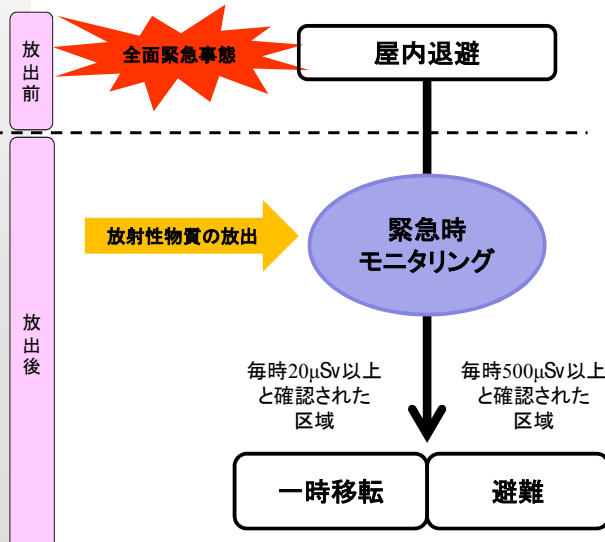 放出前
全面緊急事態
屋内退避
放出後
放射性物質の放出
緊急時
モニタリング
毎時20μSv以上
と確認された
区域
毎時500μSv以上
と確認された
区域
一時移転
避難